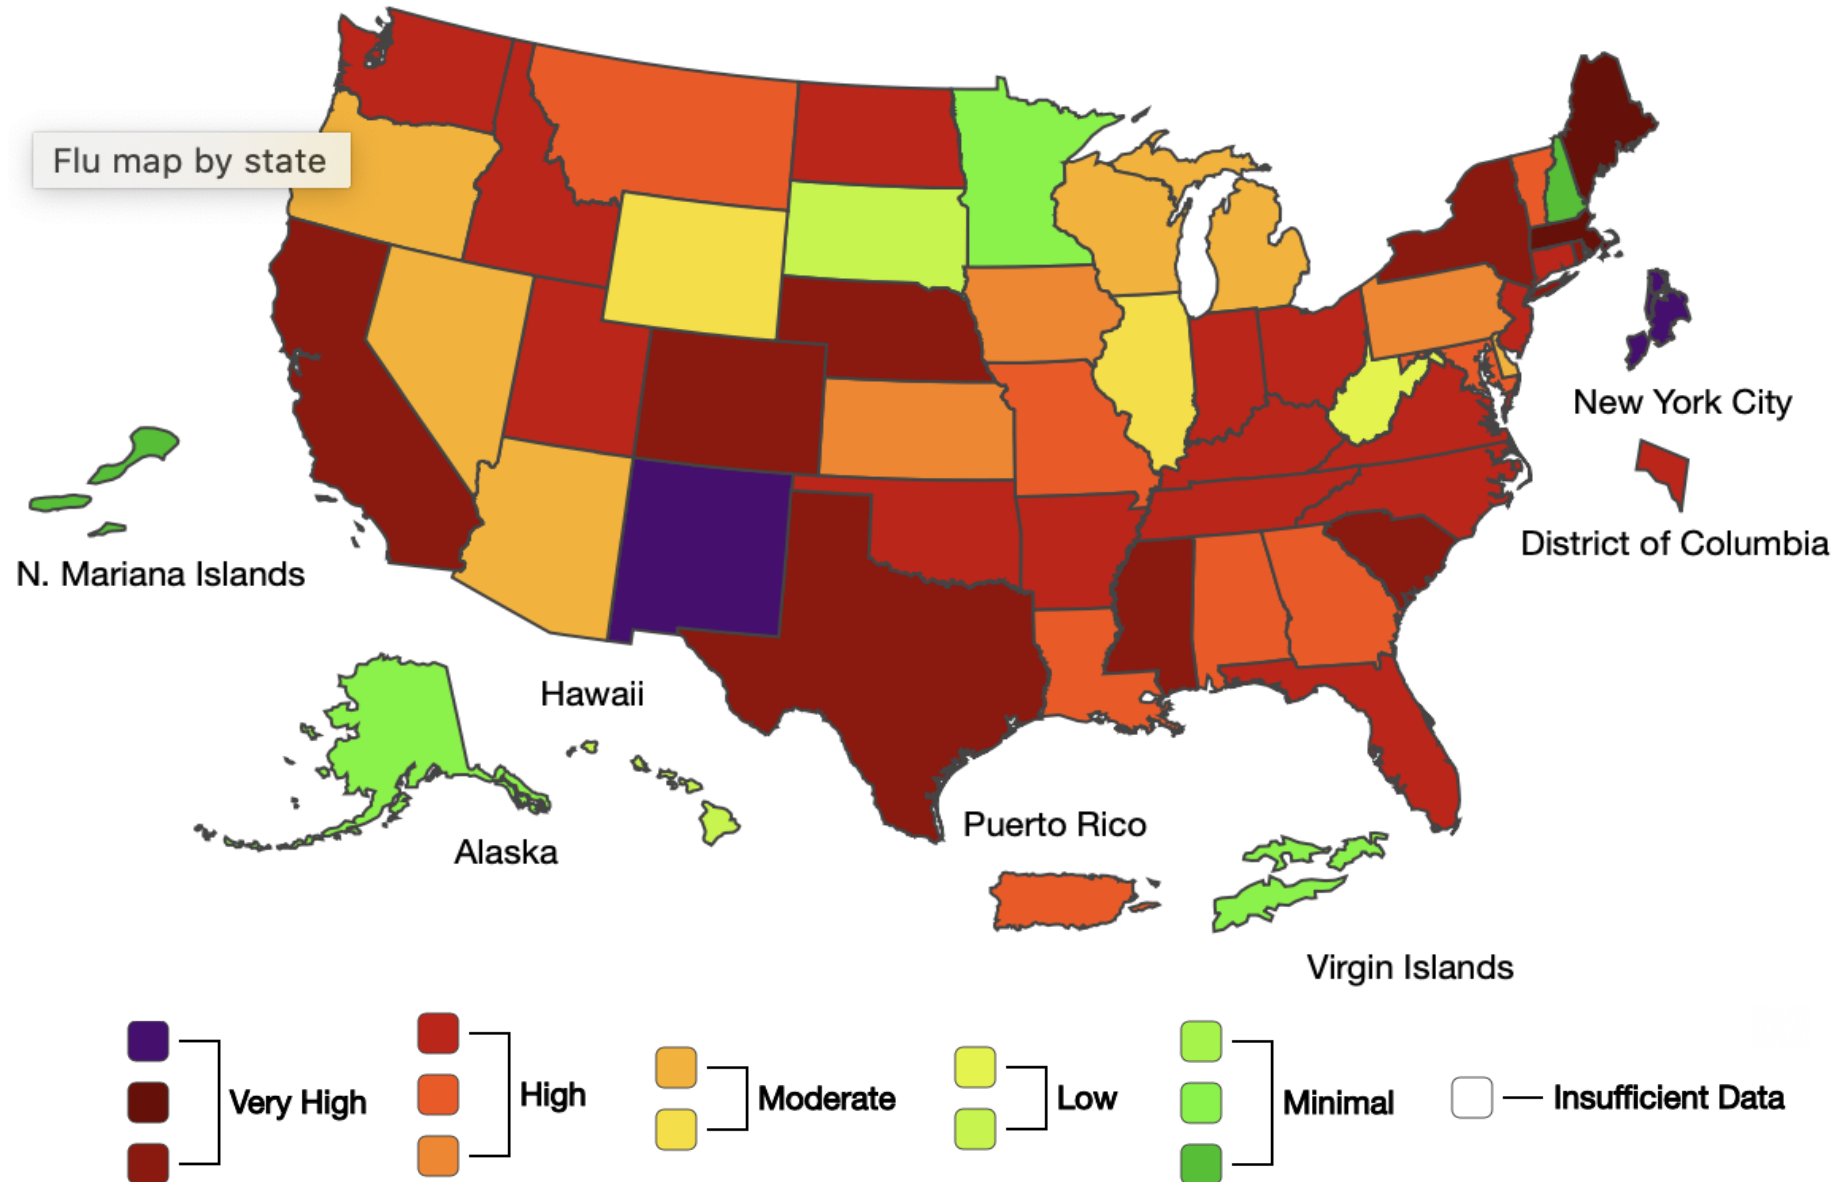 Flu map by state
New York City
District of Columbia
N. Mariana Islands
Hawaii
Alaska
Puerto Rico
Virgin Islands
Very High
High
Moderate
Low
Minimal
Insufficient Data